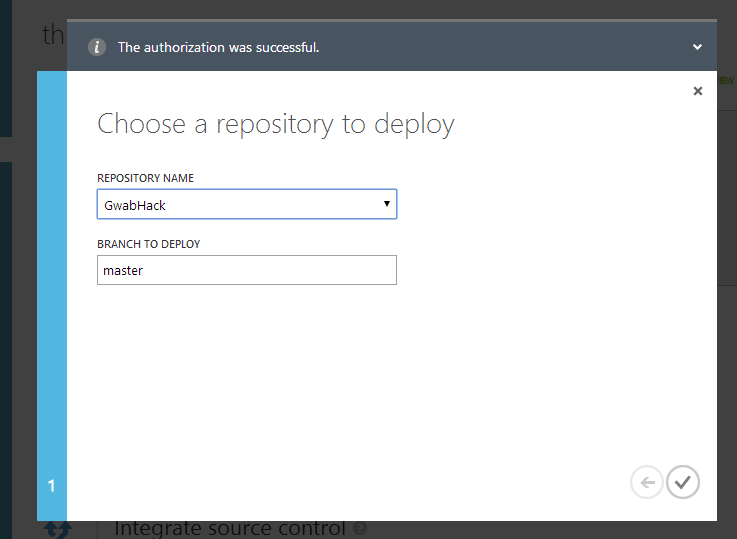 th
The authorization was successful.
IEW
Choose a repository to deploy
REPOSITORY NAME
GwabHack
BRANCH TO DEPLOY
master
1
Integrate source control